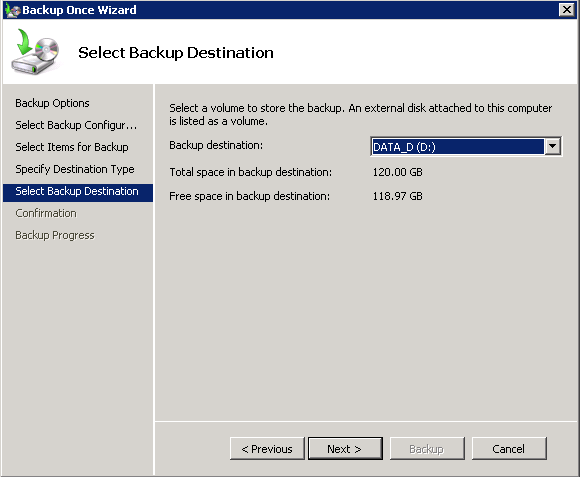 Backup Once Wizard
Select Backup Destination
Backup Options
Select Backup Configur...
Select Items for Backup
Specify Destination Type
Select Backup Destination
Confirmation
Backup Progress
Select a volume to store the backup. An external disk attached to this computer
is listed as a volume.
Backup destination: DATA_D (D:)
Total space in backup destination: 120.00 GB
Free space in backup destination: 118.97 GB
< Previous Next > Backup Cancel